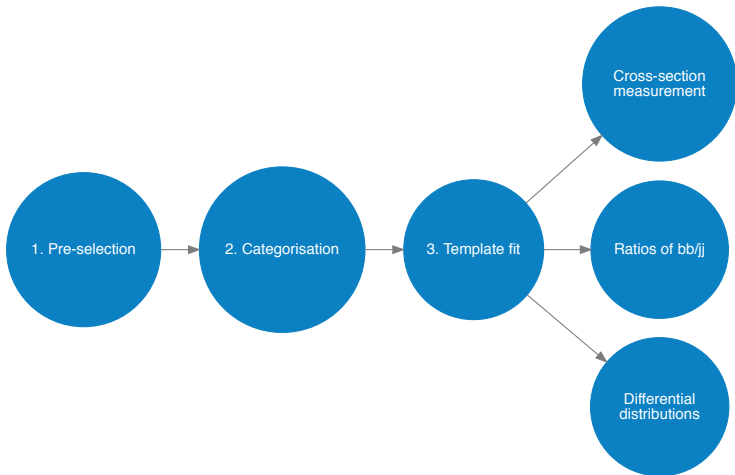 1. Pre-selection
2. Categorisation
3. Template fit
Cross-section
measurement
Ratios of bb/jj
Differential
distributions